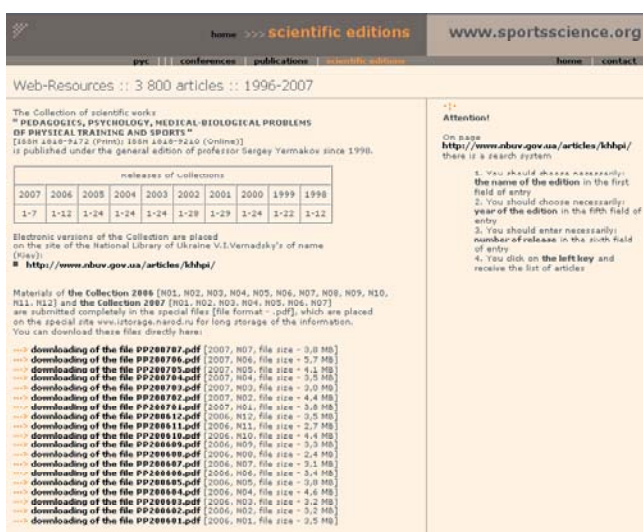 home >>> scientific editions
www.sportsscience.org
рус ||| conferences | publications | scientific editions
home | contact
Web-Resources :: 3 800 articles :: 1996-2007
The Collection of scientific works
" PEDAGOGICS, PSYCHOLOGY, MEDICAL-BIOLOGICAL PROBLEMS
OF PHYSICAL TRAINING AND SPORTS "
[ISSN 1818-9172 (Print); ISSN 1818-9210 (Online)]
is published under the general edition of professor Sergey Yermakov since 1998.
Releases of Collections
2007 2006 2005 2004 2003 2002 2001 2000 1999 1998
1-7 1-12 1-24 1-24 1-24 1-28 1-29 1-24 1-22 1-12
Electronic versions of the Collection are placed
on the site of the National Library of Ukraine V.I.Vernadsky's of name
(Kiev):
http://www.nbuv.gov.ua/articles/khhpi/
Materials of the Collection 2006 [N01, N02, N03, N04, N05, N06, N07, N08, N09, N10,
N11, N12] and the Collection 2007 [N01, N02, N03, N04, N05, N06, N07]
are submitted completely in the special files [file format - .pdf], which are placed
on the special site www.istorage.narod.ru for long storage of the information.
You can download these files directly here:
---> downloading of the file PP200707.pdf [2007, N07, file size - 3,8 MB]
---> downloading of the file PP200706.pdf [2007, N06, file size - 5,7 MB]
---> downloading of the file PP200705.pdf [2007, N05, file size - 4,1 MB]
---> downloading of the file PP200704.pdf [2007, N04, file size - 3,5 MB]
---> downloading of the file PP200703.pdf [2007, N03, file size - 3,0 MB]
---> downloading of the file PP200702.pdf [2007, N02, file size - 4,4 MB]
---> downloading of the file PP200701.pdf [2007, N01, file size - 3,8 MB]
---> downloading of the file PP200612.pdf [2006, N12, file size - 3,5 MB]
---> downloading of the file PP200611.pdf [2006, N11, file size - 2,7 MB]
---> downloading of the file PP200610.pdf [2006, N10, file size - 4,4 MB]
---> downloading of the file PP200609.pdf [2006, N09, file size - 3,3 MB]
---> downloading of the file PP200608.pdf [2006, N08, file size - 2,4 MB]
---> downloading of the file PP200607.pdf [2006, N07, file size - 3,1 MB]
---> downloading of the file PP200606.pdf [2006, N06, file size - 3,4 MB]
---> downloading of the file PP200605.pdf [2006, N05, file size - 3,8 MB]
---> downloading of the file PP200604.pdf [2006, N04, file size - 4,6 MB]
---> downloading of the file PP200603.pdf [2006, N03, file size - 3,2 MB]
---> downloading of the file PP200602.pdf [2006, N02, file size - 3,2 MB]
---> downloading of the file PP200601.pdf [2006, N01, file size - 3,5 MB]
Attention!
On page
http://www.nbuv.gov.ua/articles/khhpi/
there is a search system
1. You should choose necessarily:
the name of the edition in the first
field of entry
2. You should choose necessarily:
year of the edition in the fifth field of
entry
3. You should enter necessarily:
number of release in the sixth field
of entry
4. You click on the left key and
receive the list of articles